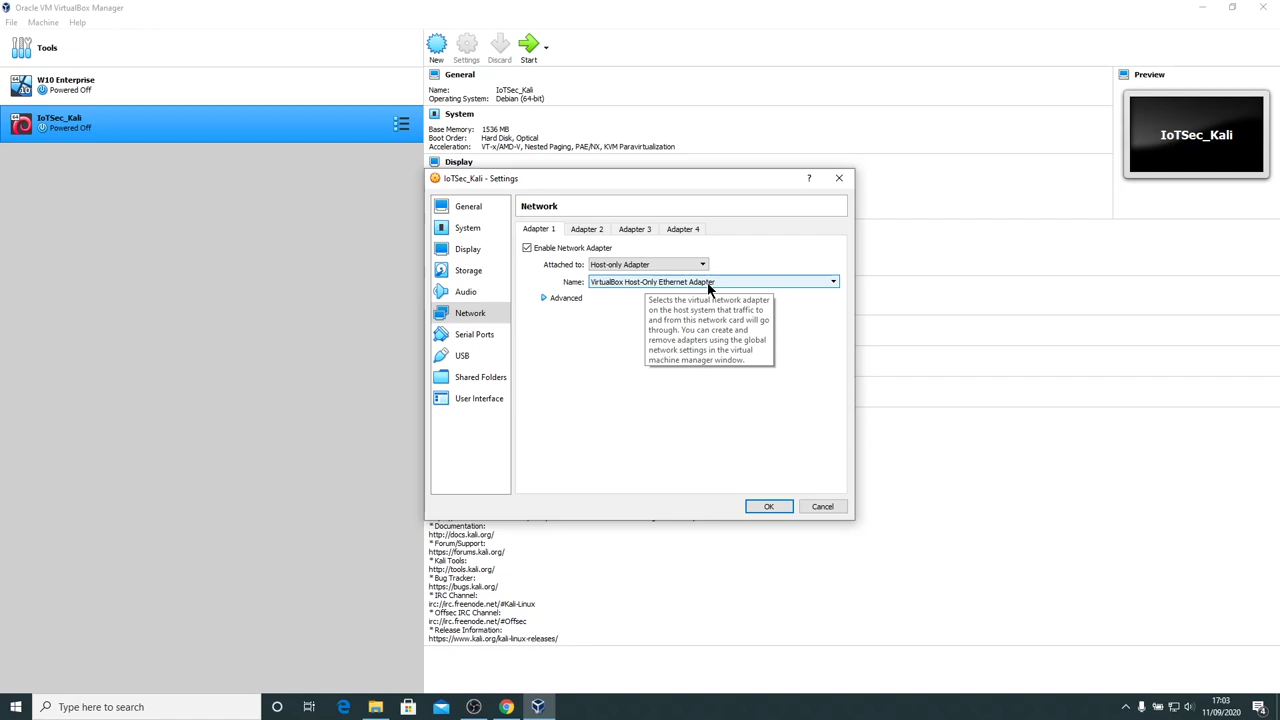 Oracle VM VirtualBox Manager
File Machine Help
Tools
New Settings Discard Start
W10 Enterprise
Powered Off
IoTSec_Kali
Powered Off
General
Name: IoTSec_Kali
Operating System: Debian (64-bit)
System
Base Memory: 1536 MB
Boot Order: Hard Disk, Optical
Acceleration: VT-x/AMD-V, Nested Paging, PAE/NX, KVM Paravirtualization
Display
Preview
IoTSec_Kali
IoTSec_Kali - Settings
? 
General
System
Display
Storage
Audio
Network
Serial Ports
USB
Shared Folders
User Interface
Network
Adapter 1 Adapter 2 Adapter 3 Adapter 4
Enable Network Adapter
Attached to: Host-only Adapter
Name: VirtualBox Host-Only Ethernet Adapter
Advanced
Selects the virtual network adapter
on the host system that traffic to
and from this network card will go
through. You can create and
remove adapters using the global
network settings in the virtual
machine manager window.
OK Cancel
* Documentation:
http://docs.kali.org/
* Forum/Support:
https://forums.kali.org/
* Kali Tools:
http://tools.kali.org/
* Bug Tracker:
https://bugs.kali.org/
* IRC Channel:
irc://irc.freenode.net/#Kali-Linux
* Offsec IRC Channel:
irc://irc.freenode.net/#Offsec
* Release Information:
https://www.kali.org/kali-linux-releases/
Type here to search
17:03
11/09/2020